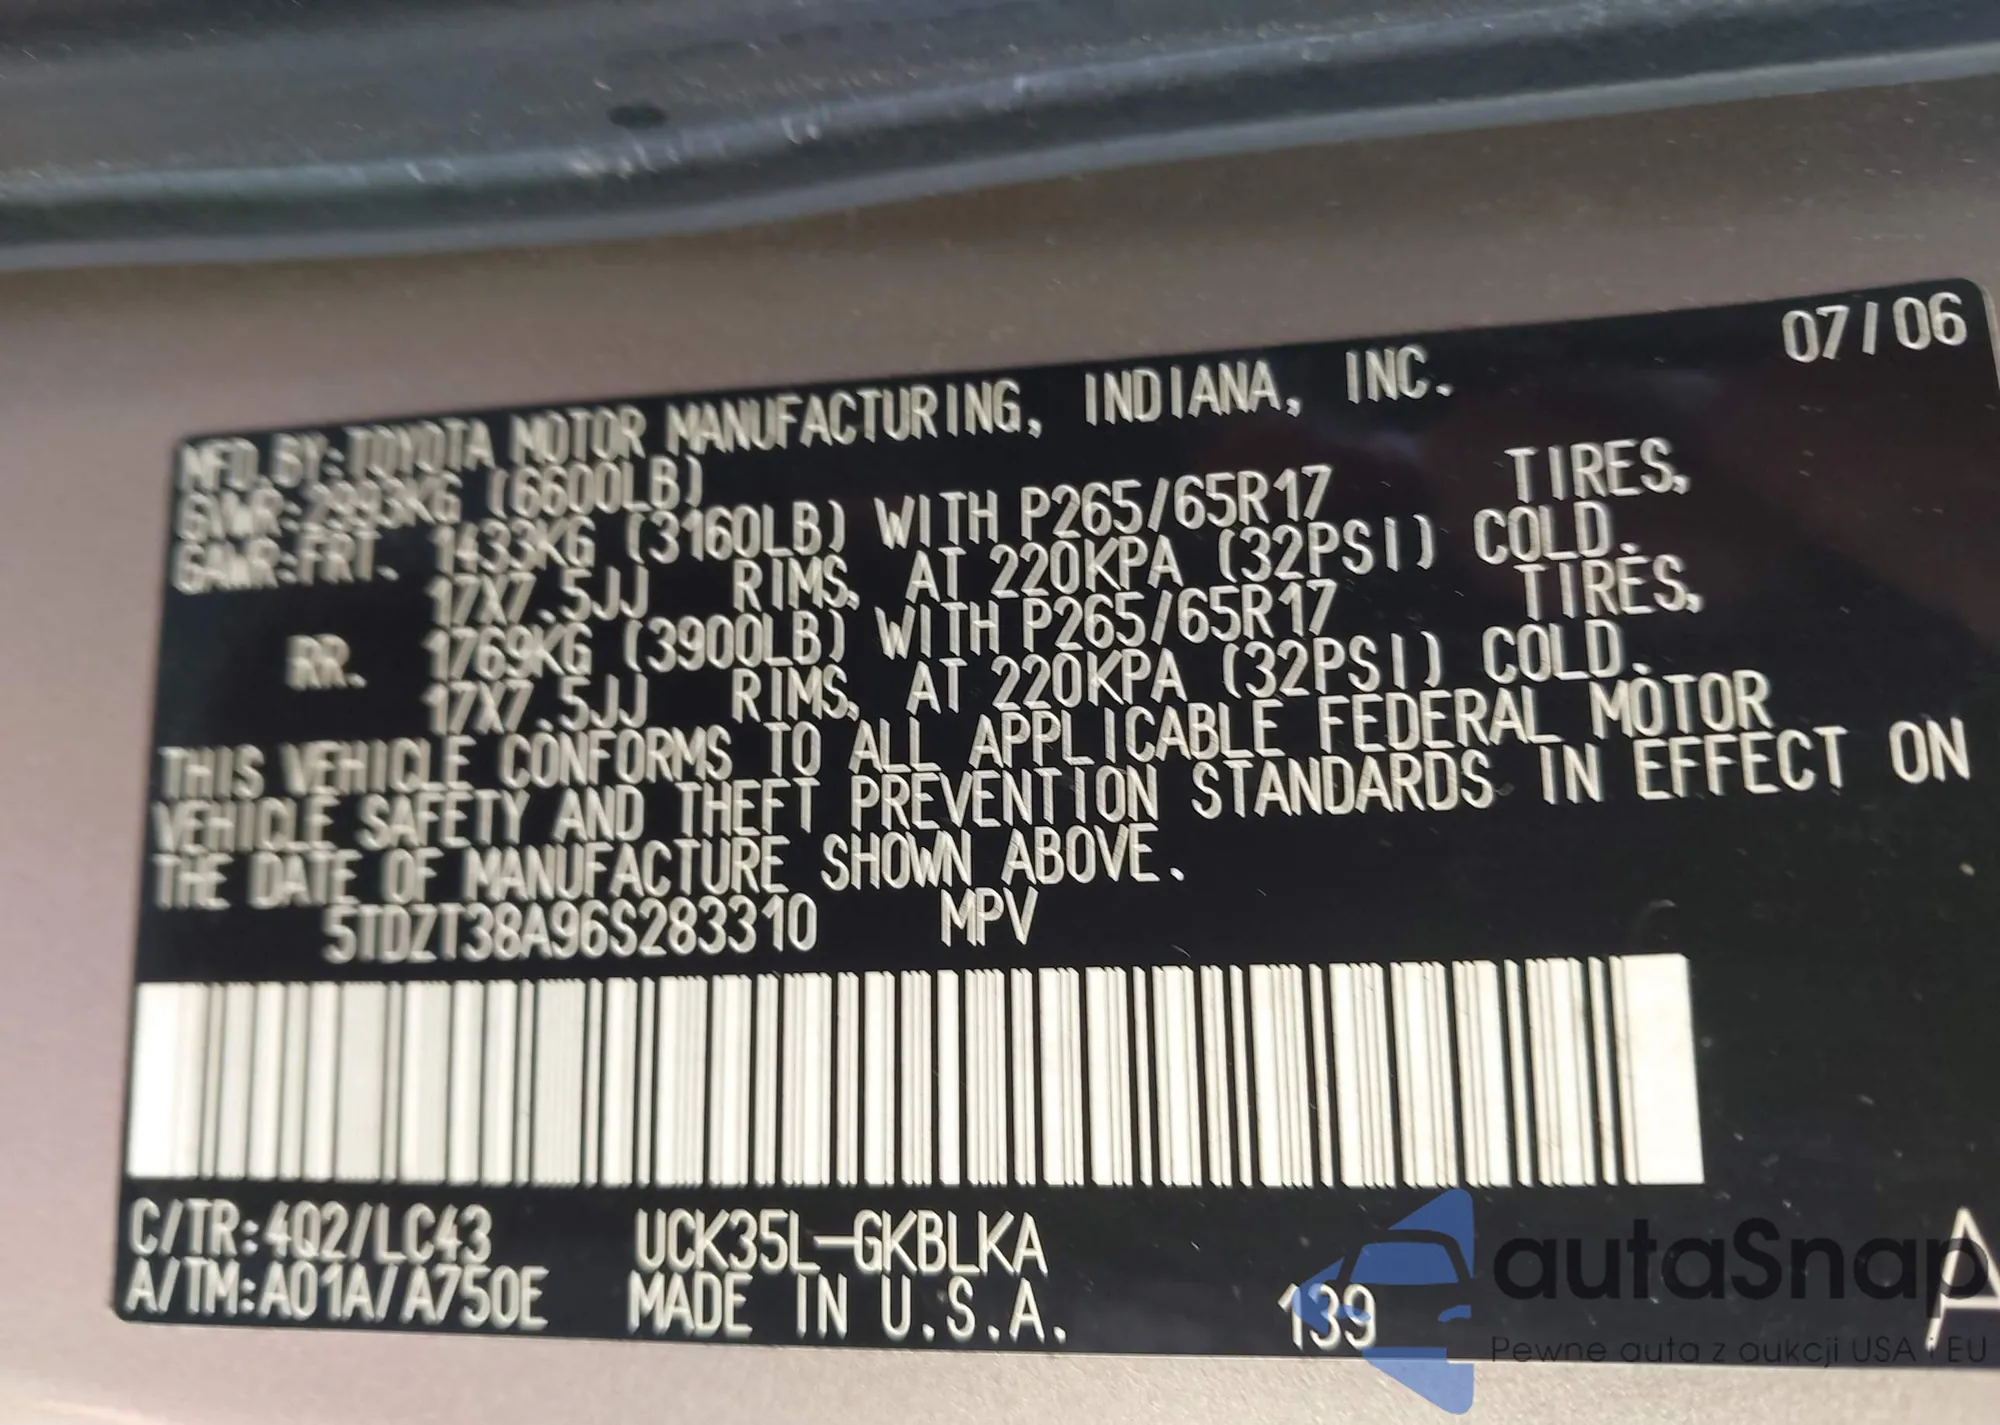 07/06
MFD.BY:TOYOTA MOTOR MANUFACTURING, INDIANA, INC.
GVWR:2993KG (6600LB)
GAWR:FRT. 1433KG (3160LB) WITH P265/65R17 TIRES,
17X7.5JJ RIMS, AT 220KPA (32PSI) COLD.
RR. 1769KG (3900LB) WITH P265/65R17 TIRES,
17X7.5JJ RIMS, AT 220KPA (32PSI) COLD.
THIS VEHICLE CONFORMS TO ALL APPLICABLE FEDERAL MOTOR
VEHICLE SAFETY AND THEFT PREVENTION STANDARDS IN EFFECT ON
THE DATE OF MANUFACTURE SHOWN ABOVE.
5TDZT38A96S283310 MPV
C/TR:4Q2/LC43 UCK35L-GKBLKA
A/TM:A01A/A750E MADE IN U.S.A. 139 A
autaSnap
Pewne auta z aukcji USA i EU